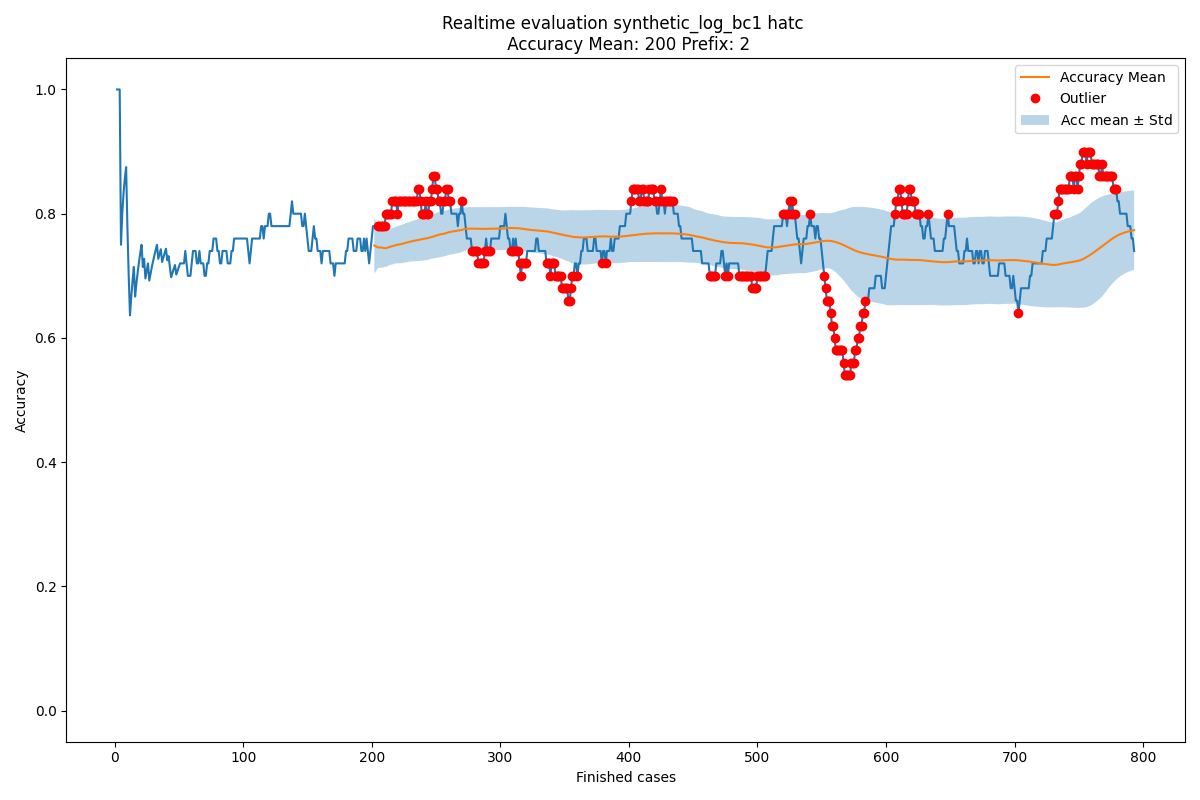 Realtime evaluation synthetic_log_bc1 hatc
Accuracy Mean: 200 Prefix: 2
Accuracy Mean
Outlier
Acc mean ± Std
1.0
0.8
0.6
0.4
0.2
0.0
Accuracy
0 100 200 300 400 500 600 700 800
Finished cases